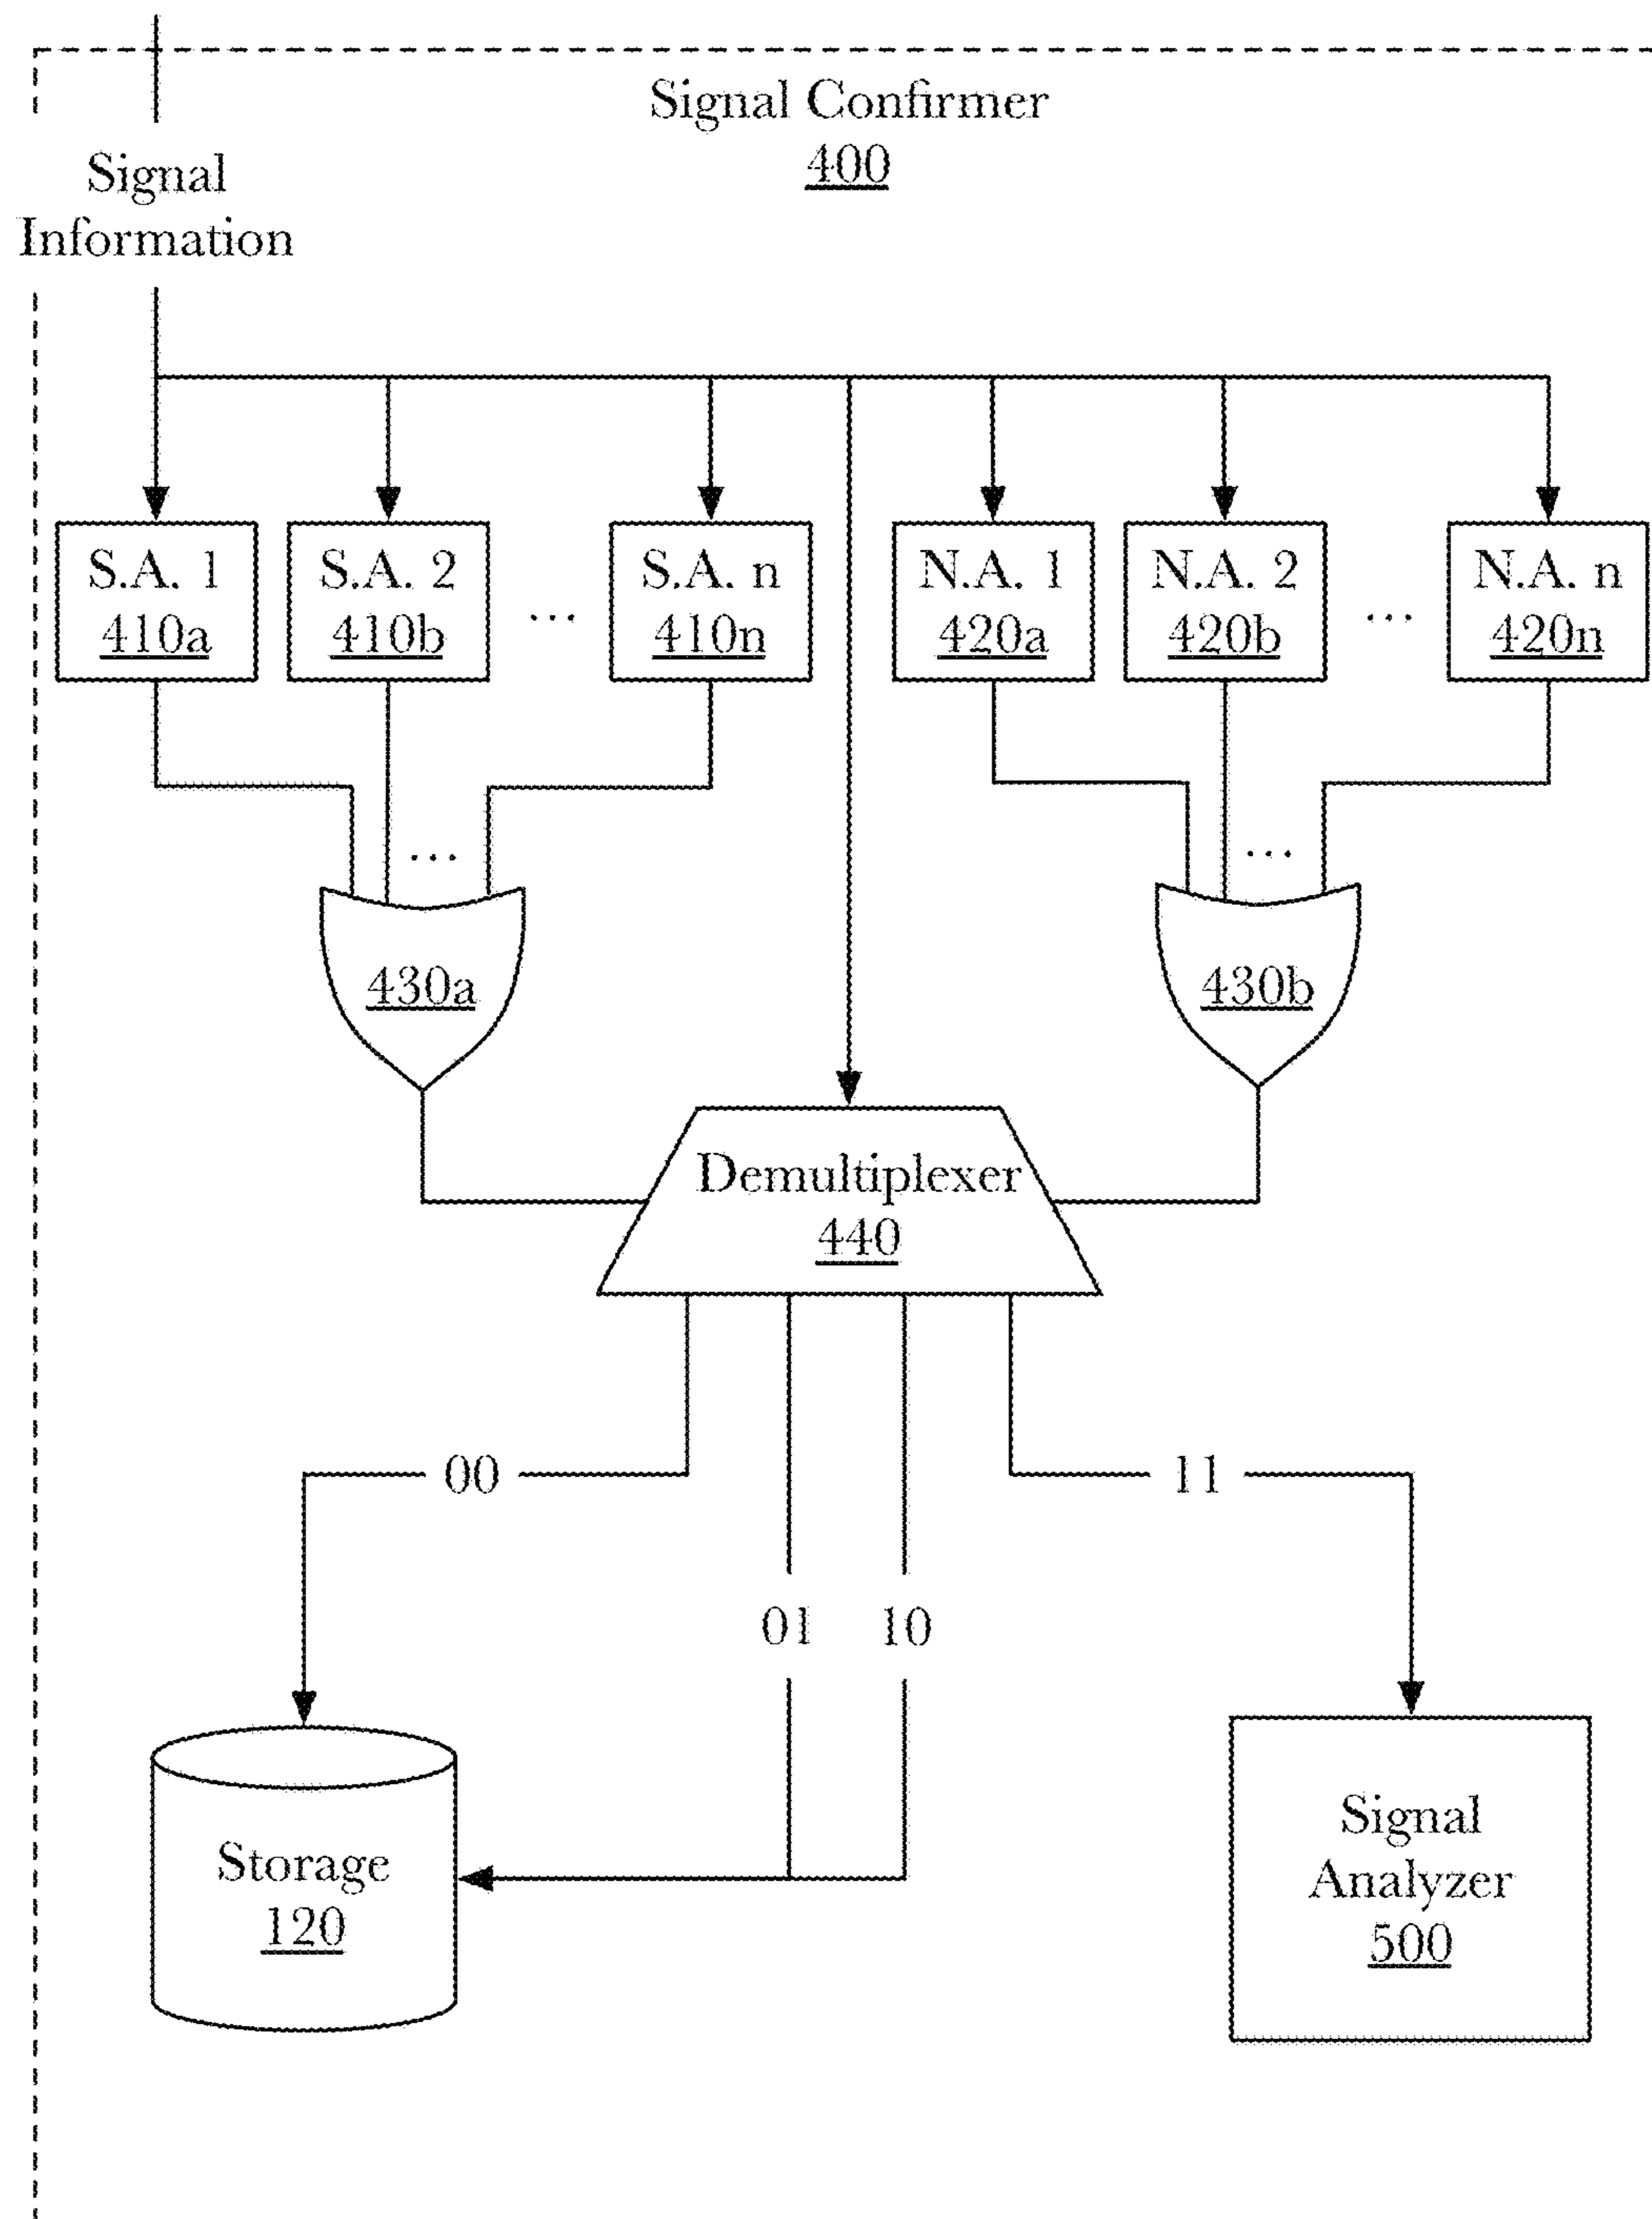 Signal Confirmer
400
Signal
Information
S.A. 1
410a
S.A. 2
410b
...
S.A. n
410n
N.A. 1
420a
N.A. 2
420b
...
N.A. n
420n
...
...
430a
430b
Demultiplexer
440
00
11
01
10
Storage
120
Signal
Analyzer
500